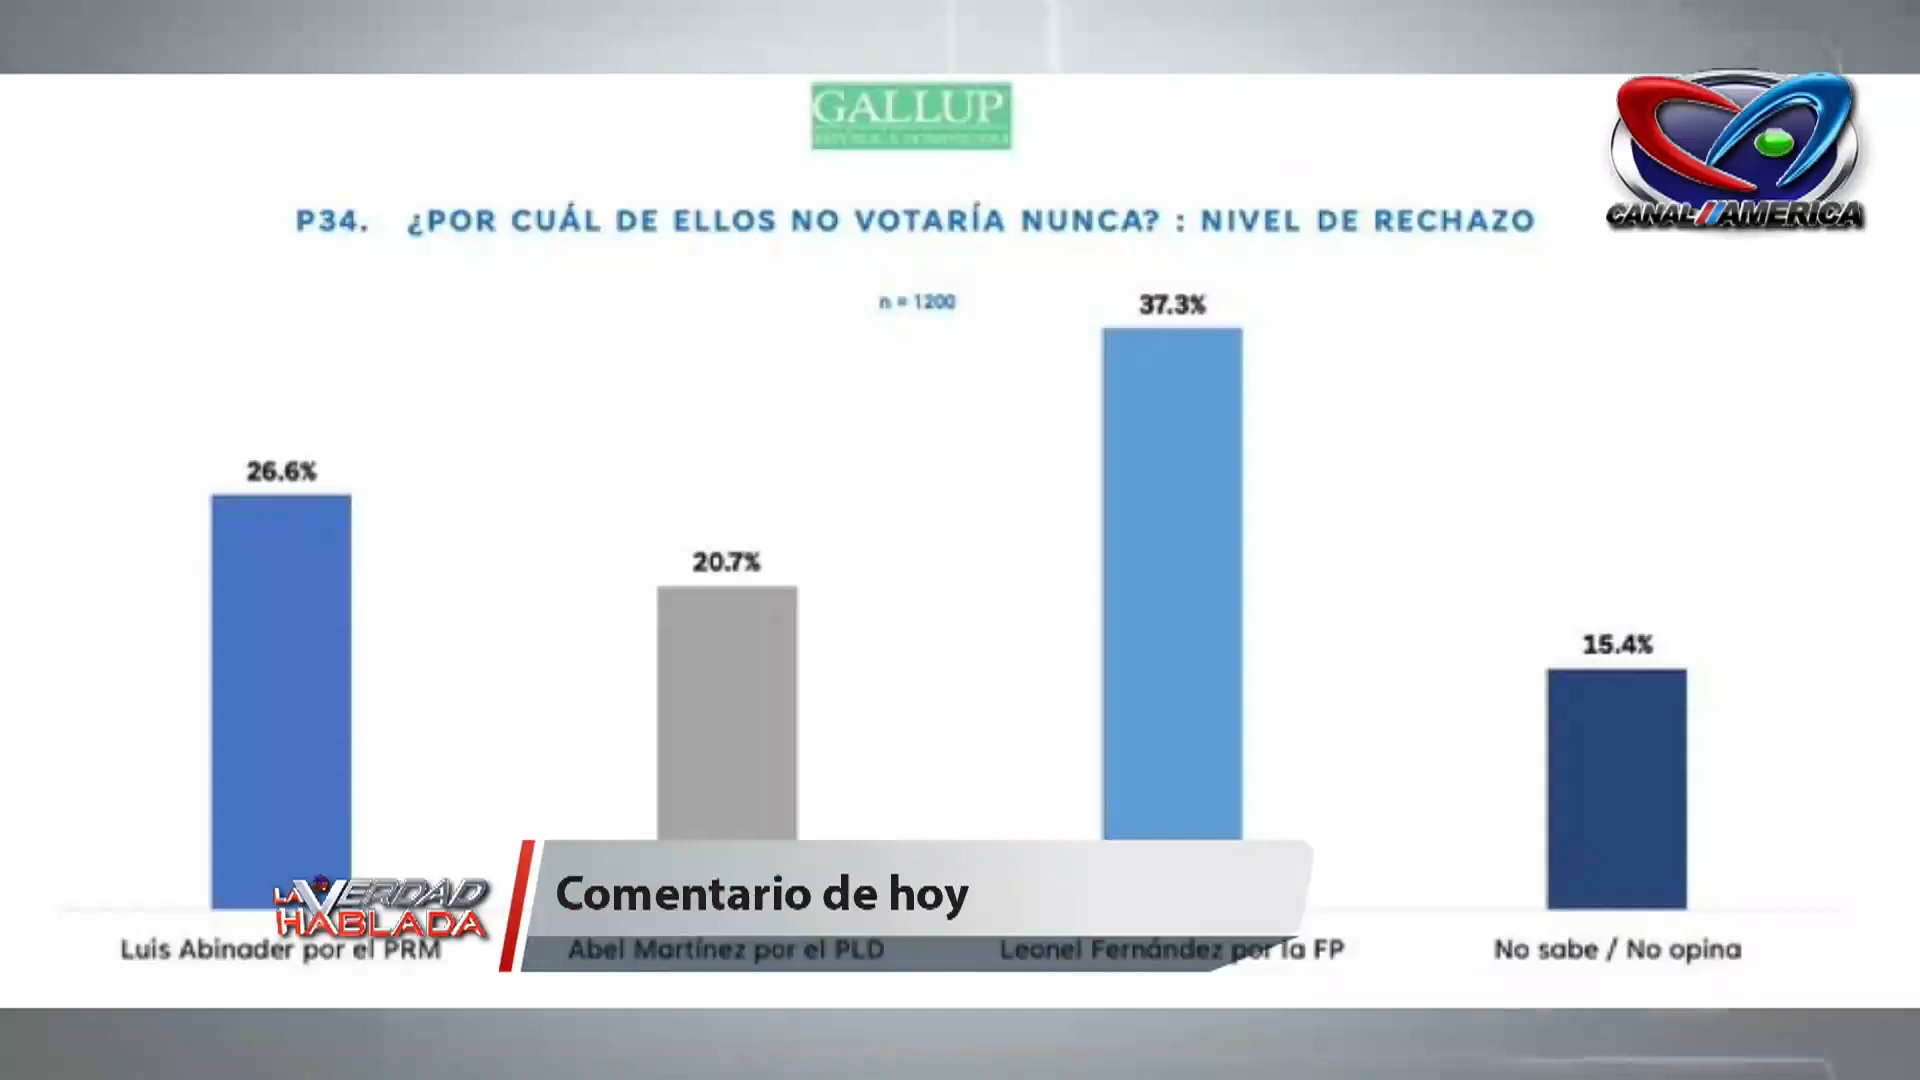 GALLUP
REPÚBLICA DOMINICANA
CANAL AMERICA
P34. ¿POR CUÁL DE ELLOS NO VOTARÍA NUNCA? : NIVEL DE RECHAZO
n = 1200
37.3%
26.6%
20.7%
15.4%
LA VERDAD HABLADA
Comentario de hoy
Luis Abinader por el PRM
Abel Martínez por el PLD
Leonel Fernández por la FP
No sabe / No opina